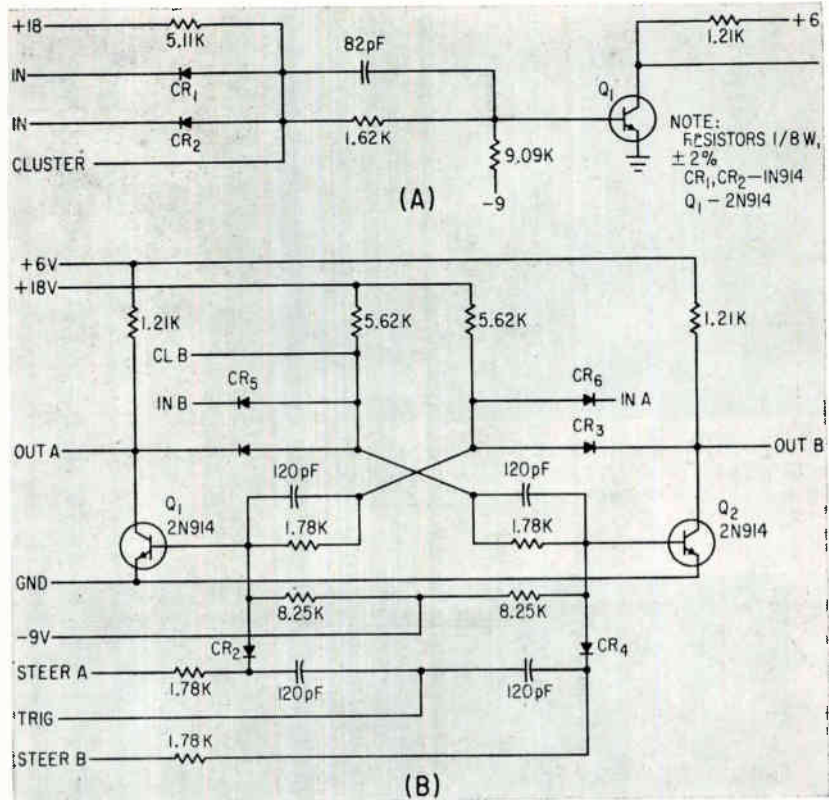 +18
5.11K
IN
CR1
82pF
IN
CR2
1.62K
CLUSTER
9.09K
-9
(A)
1.21K
+6
Q1
NOTE:
RESISTORS 1/8 W,
±2%
CR1,CR2-1N914
Q1 - 2N914
+6V
+18V
1.21K
5.62K
5.62K
1.21K
CL B
CR5
CR6
IN B
IN A
CR3
OUT A
OUT B
120pF
120pF
Q1
2N914
1.78K
1.78K
Q2
2N914
GND
8.25K
8.25K
-9V
CR2
CR4
STEER A
1.78K
120pF
120pF
TRIG
1.78K
STEER B
(B)